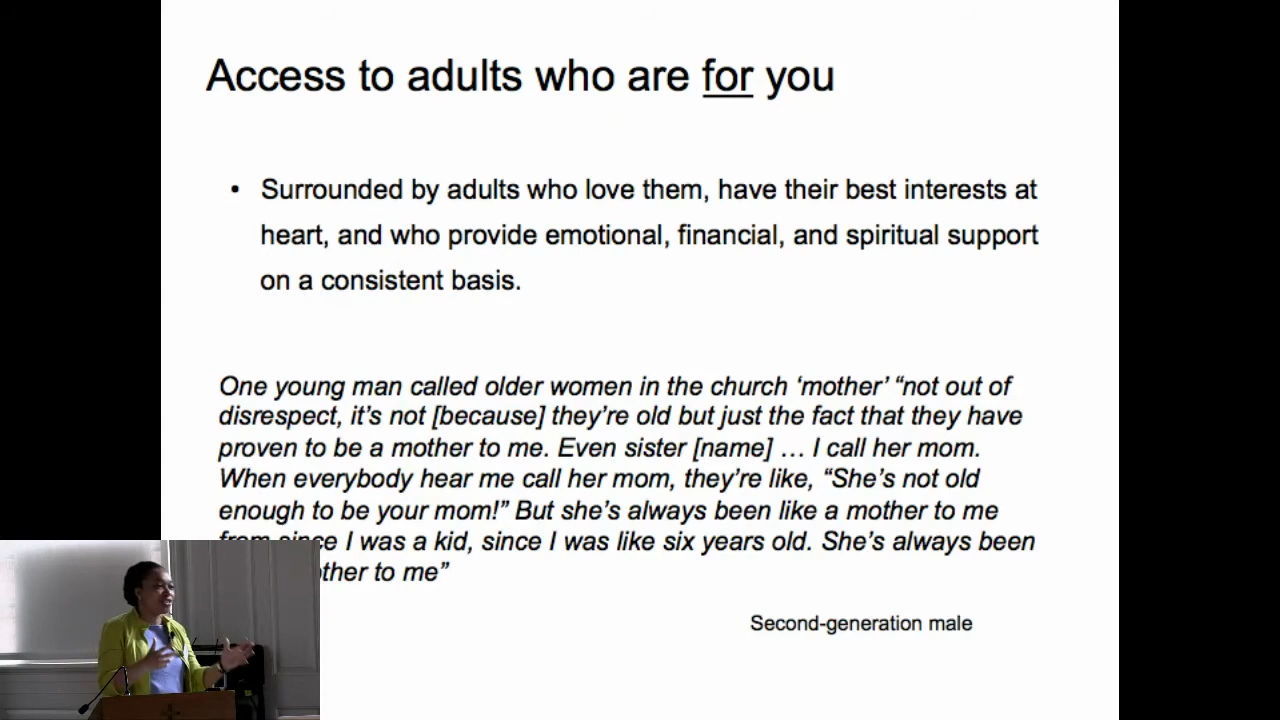 Access to adults who are for you
• Surrounded by adults who love them, have their best interests at
heart, and who provide emotional, financial, and spiritual support
on a consistent basis.
One young man called older women in the church ‘mother’ “not out of
disrespect, it’s not [because] they’re old but just the fact that they have
proven to be a mother to me. Even sister [name] … I call her mom.
When everybody hear me call her mom, they’re like, “She’s not old
enough to be your mom!” But she’s always been like a mother to me
from since I was a kid, since I was like six years old. She’s always been
to me”
Second-generation male